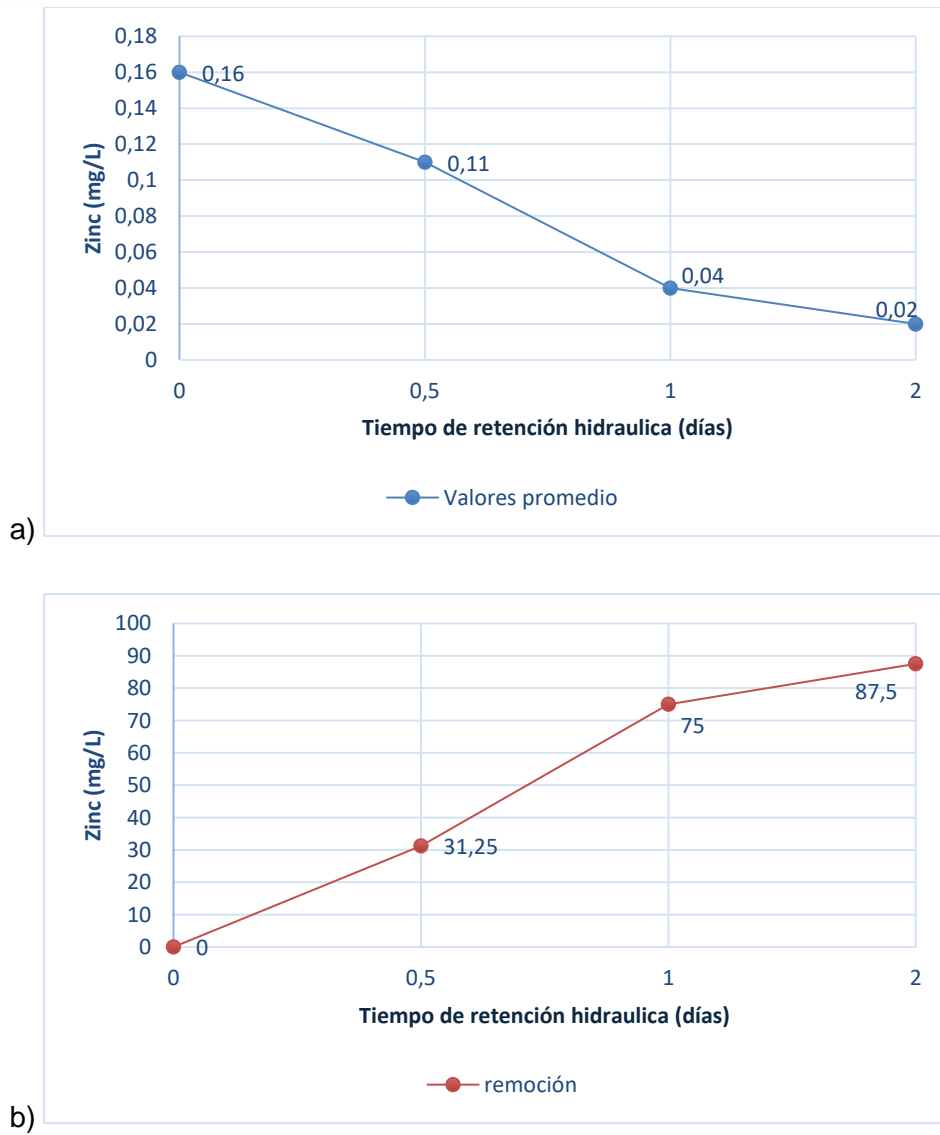 0,18
0,16
0,14
0,12
0,1
0,08
0,06
0,04
0,02
0
Zinc (mg/L)
0,16
0,11
0,04
0,02
0 0,5 1 2
Tiempo de retención hidraulica (días)
Valores promedio
a)
100
90
80
70
60
50
40
30
20
10
0
Zinc (mg/L)
0
31,25
75
87,5
0 0,5 1 2
Tiempo de retención hidraulica (días)
remoción
b)